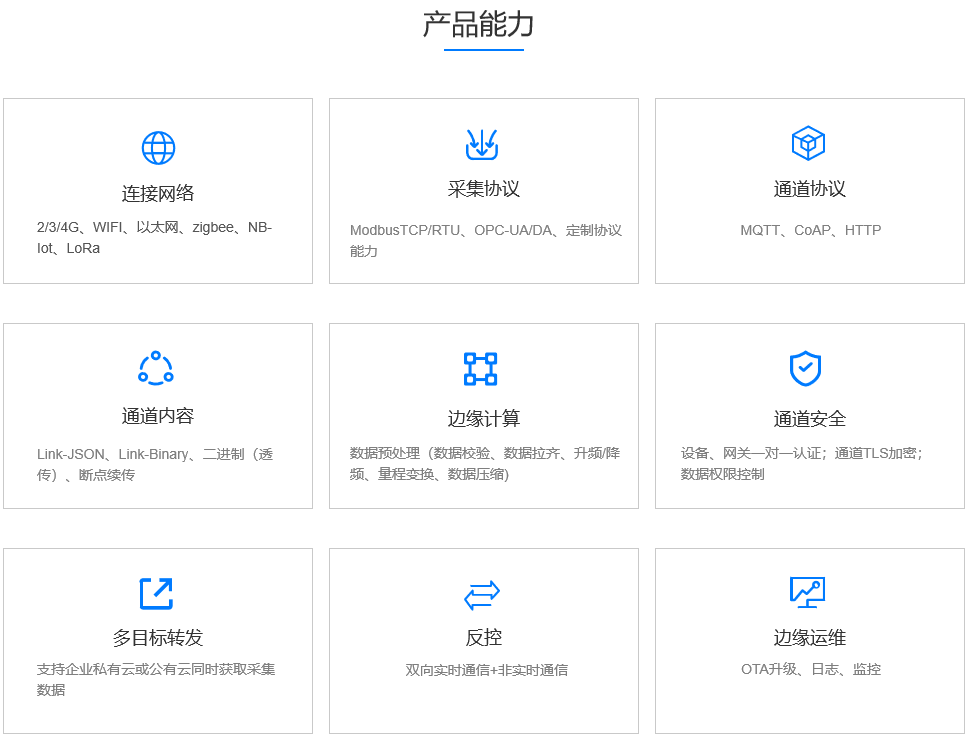 产品能力
连接网络
2/3/4G、WIFI、以太网、zigbee、NB-
Iot、LoRa
采集协议
ModbusTCP/RTU、OPC-UA/DA、定制协议
能力
通道协议
MQTT、CoAP、HTTP
通道内容
Link-JSON、Link-Binary、二进制（透
传）、断点续传
边缘计算
数据预处理（数据校验、数据拉齐、升频/降
频、量程变换、数据压缩)
通道安全
设备、网关一对一认证；通道TLS加密；
数据权限控制
多目标转发
支持企业私有云或公有云同时获取采集
数据
反控
双向实时通信+非实时通信
边缘运维
OTA升级、日志、监控